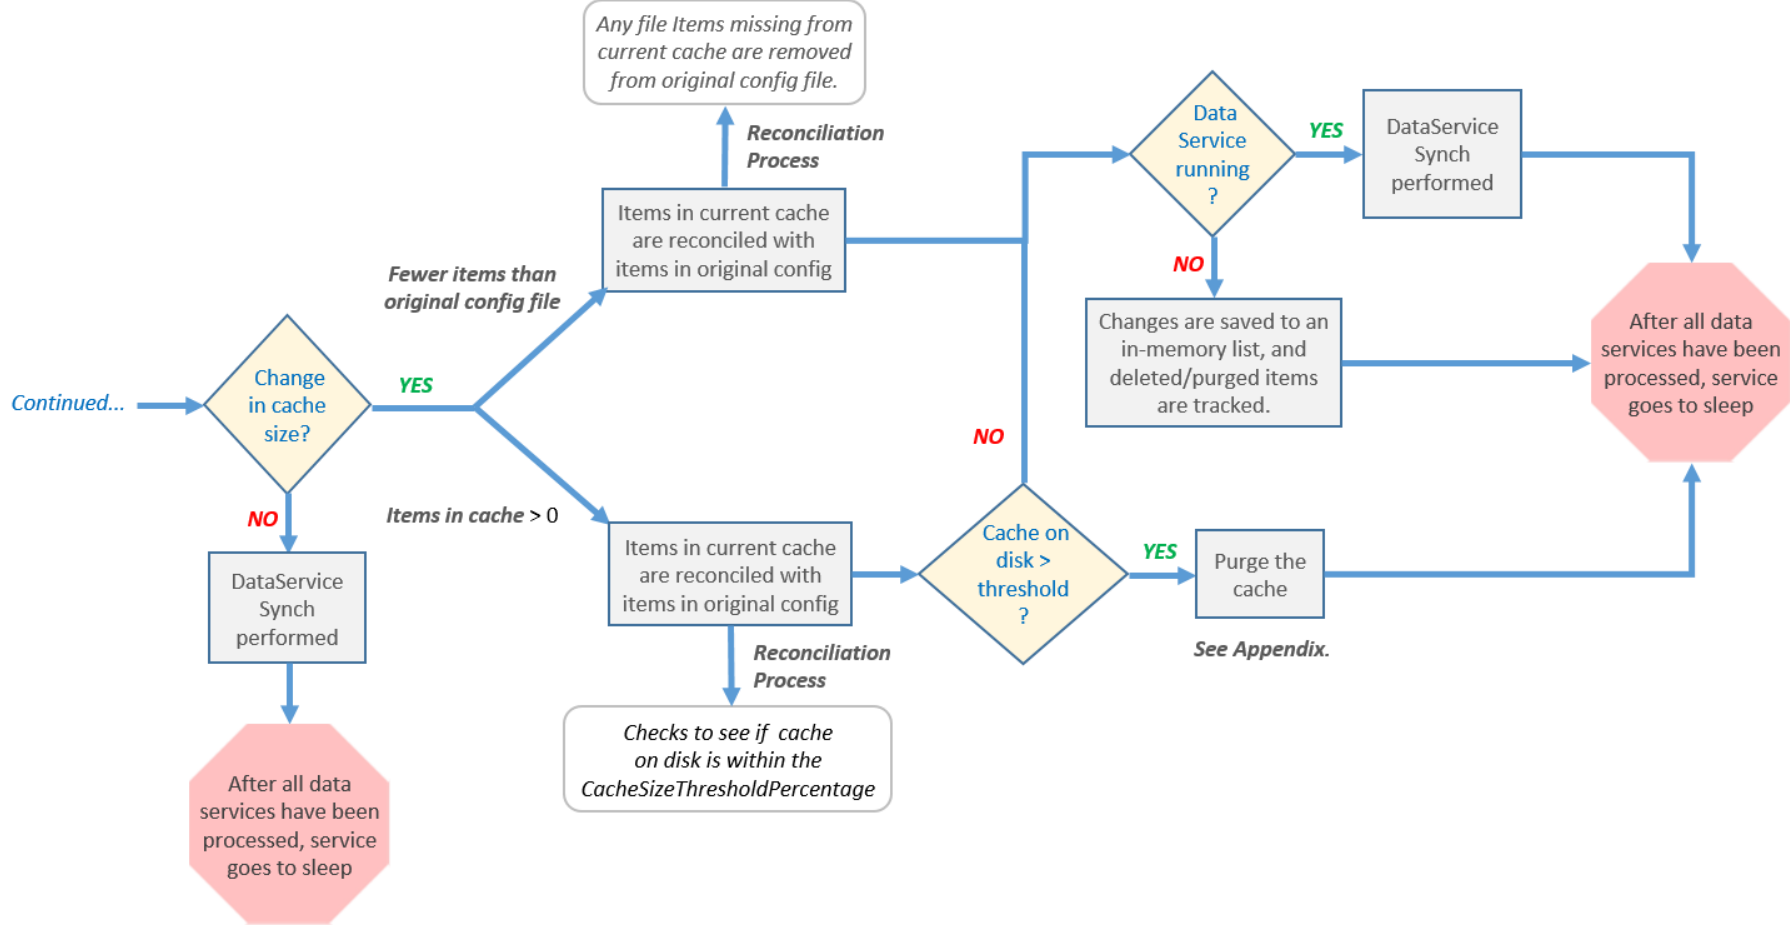 Any file Items missing from
current cache are removed
from original config file.
Reconciliation
Process
Items in current cache
are reconciled with
items in original config
Data
Service
running
?
YES
DataService
Synch
performed
NO
Changes are saved to an
in-memory list, and
deleted/purged items
are tracked.
After all data
services have been
processed, service
goes to sleep
Fewer items than
original config file
Continued...
Change
in cache
size?
YES
NO
Items in cache > 0
Items in current cache
are reconciled with
items in original config
NO
Cache on
disk >
threshold
?
YES
Purge the
cache
See Appendix.
Reconciliation
Process
Checks to see if cache
on disk is within the
CacheSizeThresholdPercentage
DataService
Synch
performed
After all data
services have been
processed, service
goes to sleep